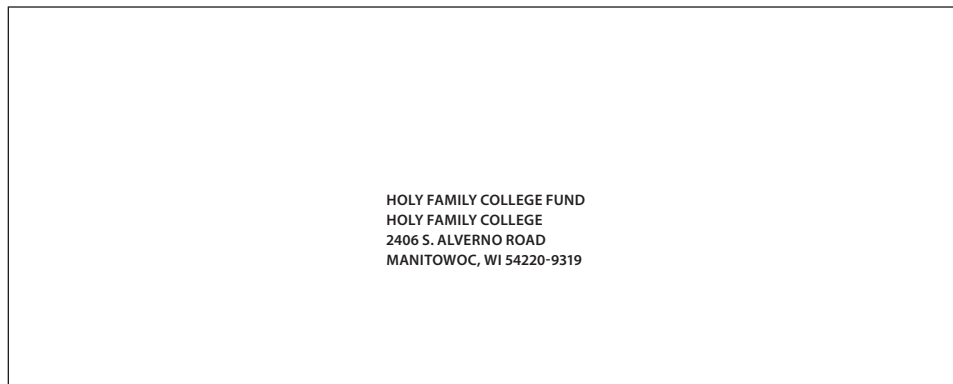 HOLY FAMILY COLLEGE FUND
HOLY FAMILY COLLEGE
2406 S. ALVERNO ROAD
MANITOWOC, WI 54220-9319